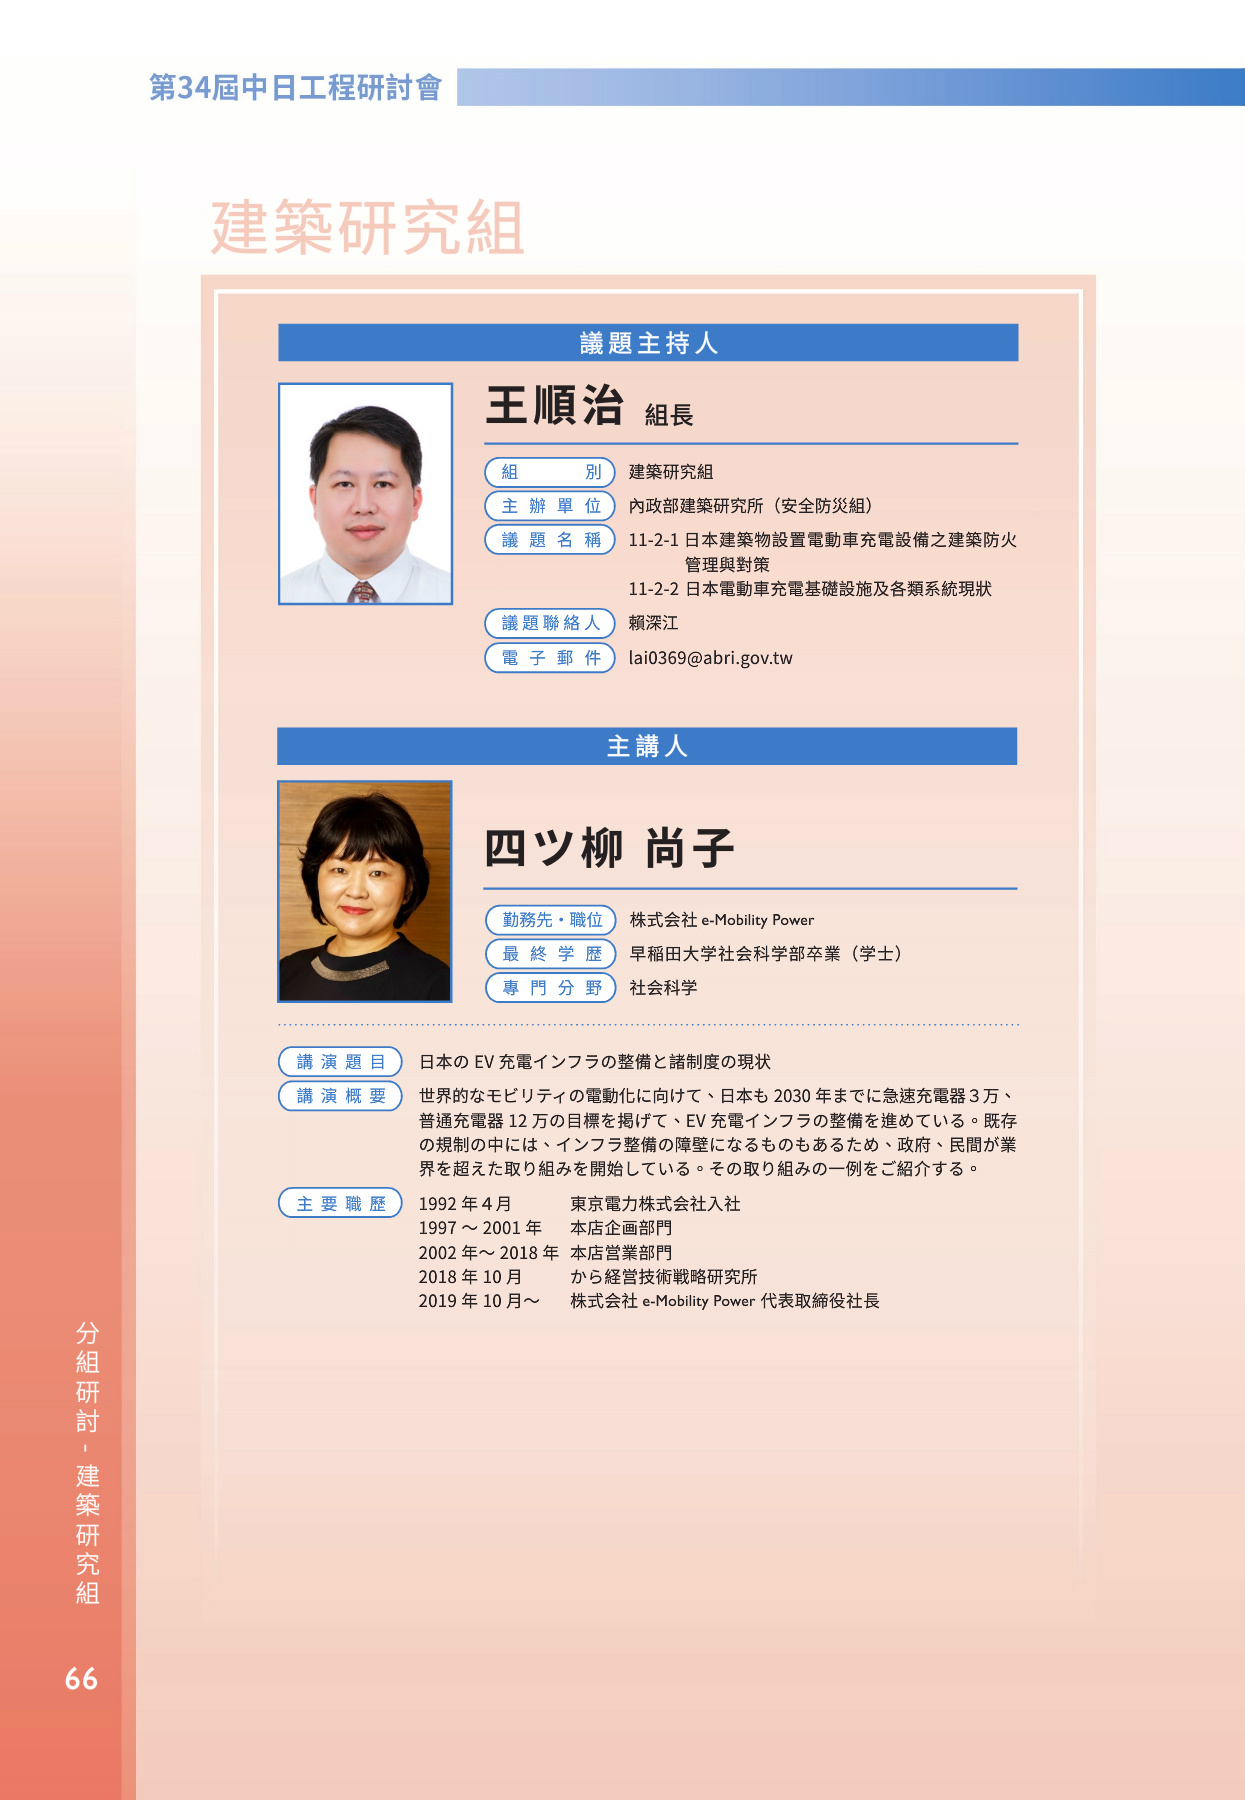 第34屆中日工程研討會
建築研究組
議題主持人
王順治 組長
組別 建築研究組
主辦單位 內政部建築研究所（安全防災組）
議題名稱 11-2-1 日本建築物設置電動車充電設備之建築防火
管理與對策
11-2-2 日本電動車充電基礎設施及各類系統現狀
議題聯絡人 賴深江
電子郵件 lai0369@abri.gov.tw
主講人
四ツ柳 尚子
勤務先・職位 株式会社 e-Mobility Power
最終学歷 早稲田大学社会科学部卒業（学士）
專門分野 社会科学
講演題目 日本の EV 充電インフラの整備と諸制度の現状
講演概要 世界的なモビリティの電動化に向けて、日本も 2030 年までに急速充電器３万、
普通充電器 12 万の目標を掲げて、EV 充電インフラの整備を進めている。既存
の規制の中には、インフラ整備の障壁になるものもあるため、政府、民間が業
界を超えた取り組みを開始している。その取り組みの一例をご紹介する。
主要職歷 1992 年４月 東京電力株式会社入社
1997 ～ 2001 年 本店企画部門
2002 年～ 2018 年 本店営業部門
2018 年 10 月 から経営技術戦略研究所
2019 年 10 月～ 株式会社 e-Mobility Power 代表取締役社長
分組研討-建築研究組
66